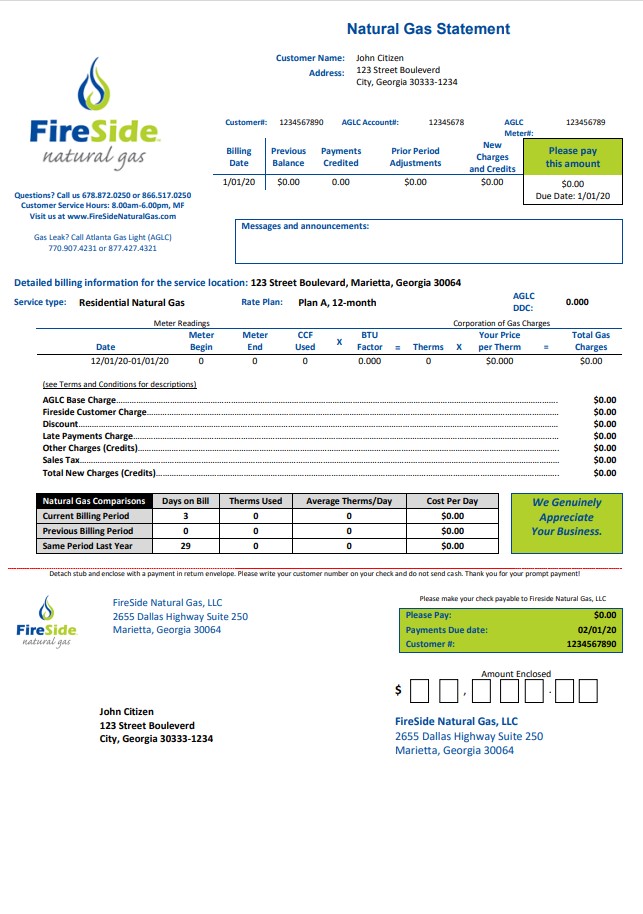 Natural Gas Statement
Customer Name: John Citizen
Address: 123 Street Bouleverd
City, Georgia 30333-1234
FireSide
natural gas
Customer#: 1234567890 AGLC Account#: 12345678 AGLC Meter#: 123456789
Billing Date Previous Balance Payments Credited Prior Period Adjustments New Charges and Credits Please pay this amount
1/01/20 $0.00 0.00 $0.00 $0.00 $0.00
Due Date: 1/01/20
Questions? Call us 678.872.0250 or 866.517.0250
Customer Service Hours: 8.00am-6.00pm, MF
Visit us at www.FireSideNaturalGas.com
Gas Leak? Call Atlanta Gas Light (AGLC)
770.907.4231 or 877.427.4321
Messages and announcements:
Detailed billing information for the service location: 123 Street Boulevard, Marietta, Georgia 30064
Service type: Residential Natural Gas Rate Plan: Plan A, 12-month AGLC DDC: 0.000
Meter Readings Corporation of Gas Charges
Date Meter Begin Meter End CCF Used X BTU Factor = Therms X Your Price per Therm = Total Gas Charges
12/01/20-01/01/20 0 0 0 0.000 0 $0.000 $0.00
(see Terms and Conditions for descriptions)
AGLC Base Charge $0.00
Fireside Customer Charge $0.00
Discount $0.00
Late Payments Charge $0.00
Other Charges (Credits) $0.00
Sales Tax $0.00
Total New Charges (Credits) $0.00
Natural Gas Comparisons Days on Bill Therms Used Average Therms/Day Cost Per Day
Current Billing Period 3 0 0 $0.00
Previous Billing Period 0 0 0 $0.00
Same Period Last Year 29 0 0 $0.00
We Genuinely
Appreciate
Your Business.
Detach stub and enclose with a payment in return envelope. Please write your customer number on your check and do not send cash. Thank you for your prompt payment!
FireSide
natural gas
FireSide Natural Gas, LLC
2655 Dallas Highway Suite 250
Marietta, Georgia 30064
Please make your check payable to Fireside Natural Gas, LLC
Please Pay: $0.00
Payments Due date: 02/01/20
Customer #: 1234567890
Amount Enclosed
$ , .
John Citizen
123 Street Bouleverd
City, Georgia 30333-1234
FireSide Natural Gas, LLC
2655 Dallas Highway Suite 250
Marietta, Georgia 30064